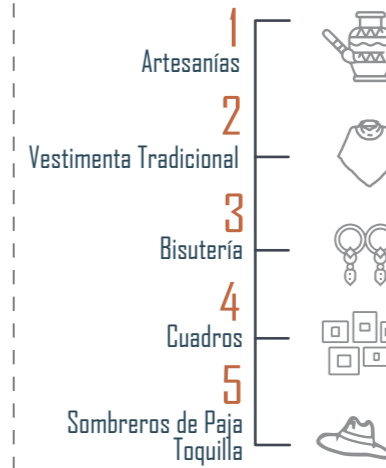 1
Artesanías
2
Vestimenta Tradicional
3
Bisutería
4
Cuadros
5
Sombreros de Paja
Toquilla